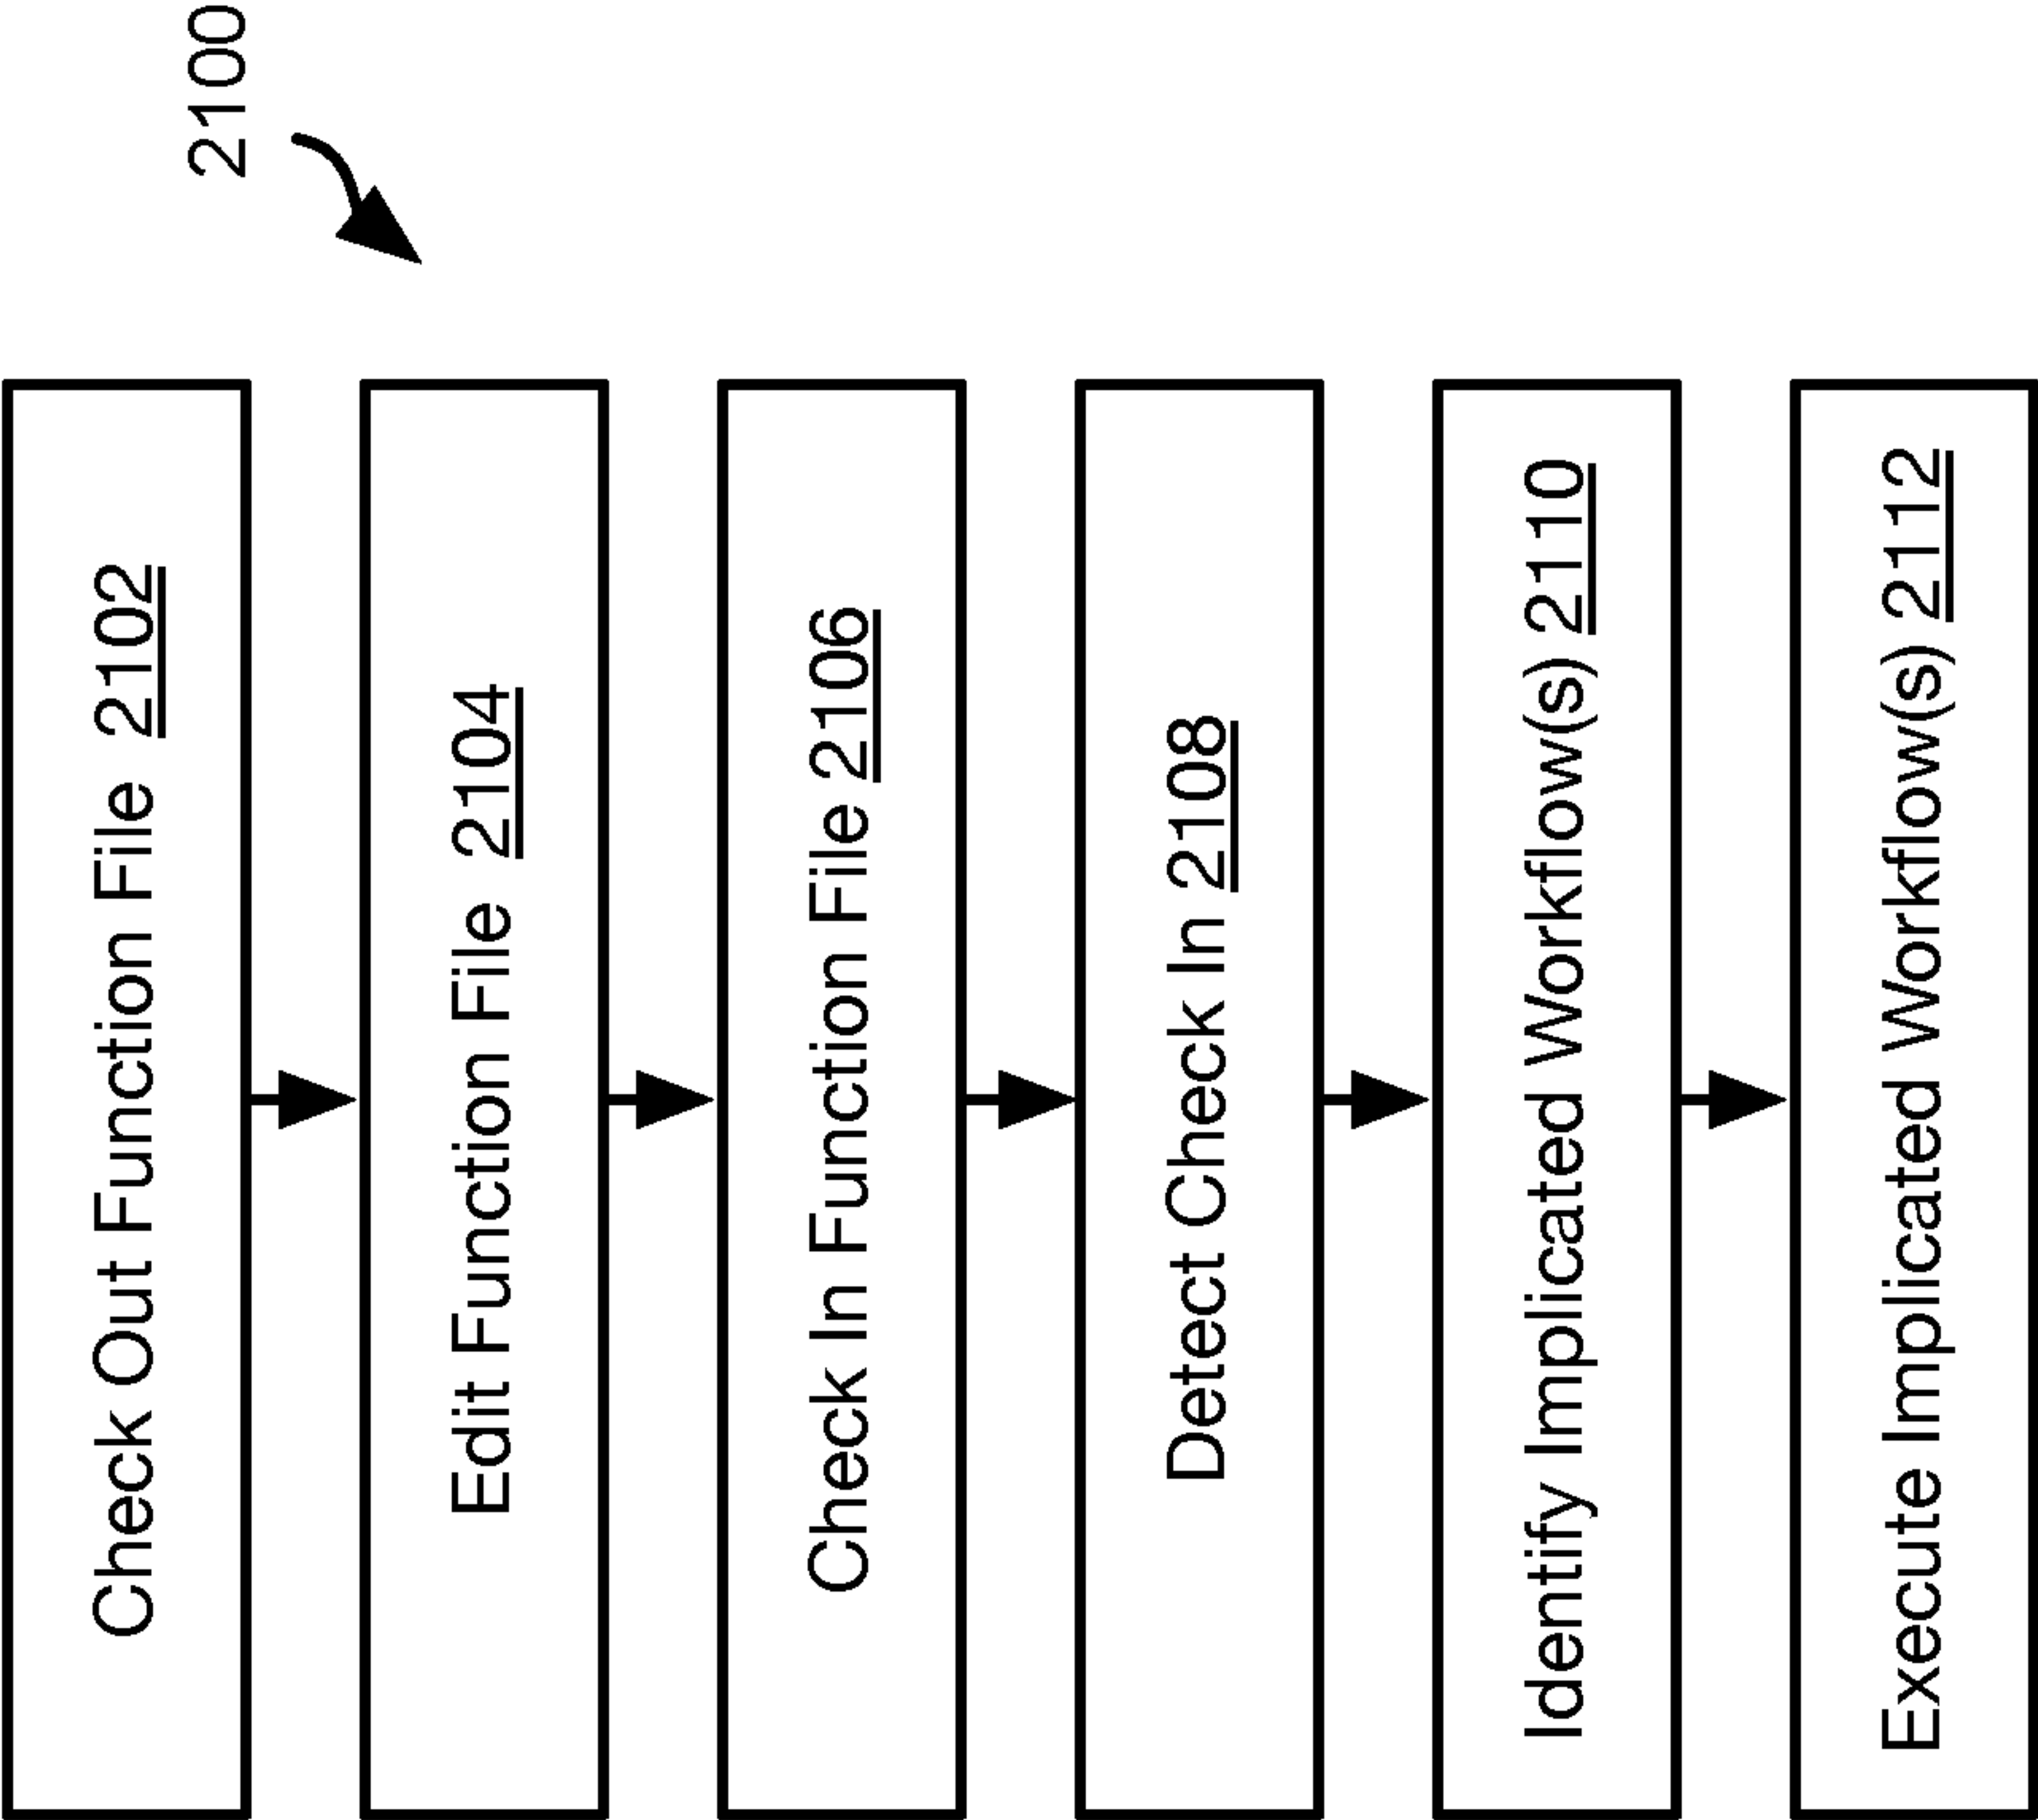 2100
Check Out Function File 2102
Edit Function File 2104
Check In Function File 2106
Detect Check In 2108
Identify Implicated Workflow(s) 2110
Execute Implicated Workflow(s) 2112